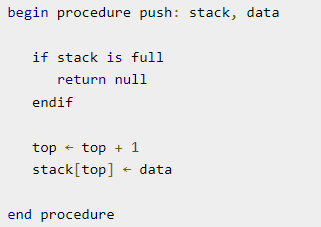 begin procedure push: stack, data
if stack is full
return null
endif
top ← top + 1
stack[top] ← data
end procedure